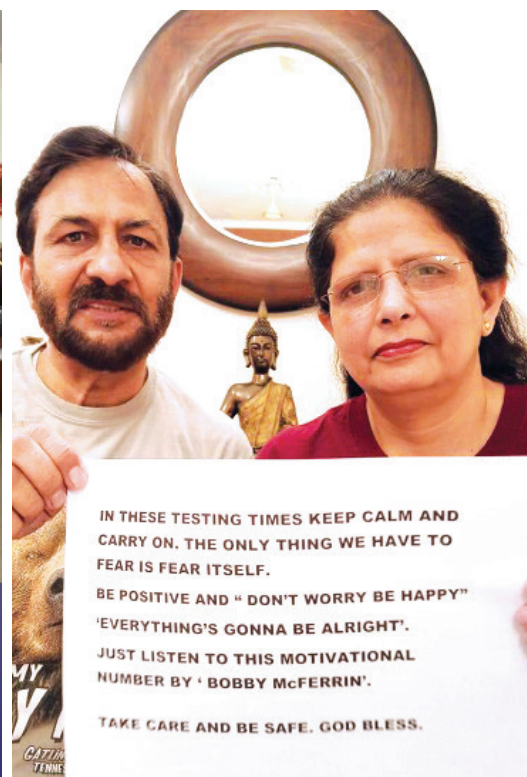 IN THESE TESTING TIMES KEEP CALM AND
CARRY ON. THE ONLY THING WE HAVE TO
FEAR IS FEAR ITSELF.
BE POSITIVE AND “ DON'T WORRY BE HAPPY”
‘EVERYTHING'S GONNA BE ALRIGHT’.
JUST LISTEN TO THIS MOTIVATIONAL
NUMBER BY ‘ BOBBY McFERRIN’.
TAKE CARE AND BE SAFE. GOD BLESS.
MY